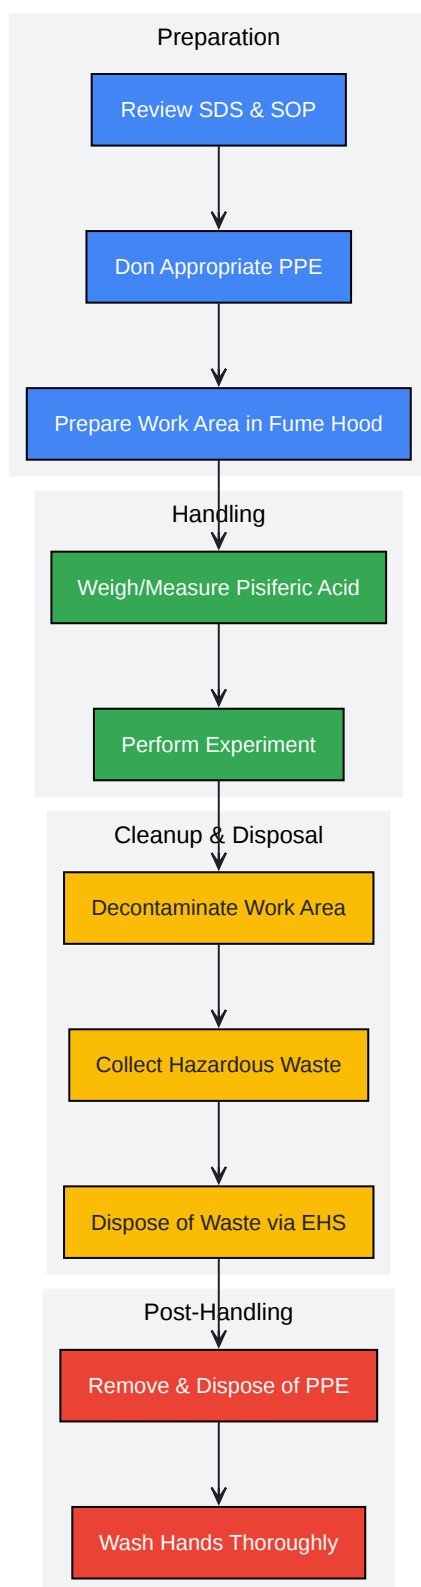 Preparation
Review SDS & SOP
Don Appropriate PPE
Prepare Work Area in Fume Hood
Handling
Weigh/Measure Pisiferic Acid
Perform Experiment
Cleanup & Disposal
Decontaminate Work Area
Collect Hazardous Waste
Dispose of Waste via EHS
Post-Handling
Remove & Dispose of PPE
Wash Hands Thoroughly